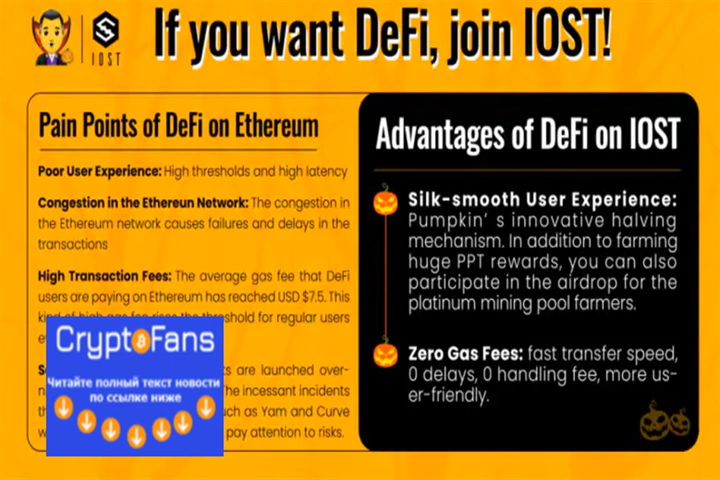 IOST
If you want DeFi, join IOST!
Pain Points of DeFi on Ethereum
Poor User Experience: High thresholds and high latency
Congestion in the Ethereun Network: The congestion in
the Ethereum network causes failures and delays in the
transactions
High Transaction Fees: The average gas fee that DeFi
users are paying on Ethereum has reached USD $7.5. This
kind of high gas fee rises the threshold for regular users
are launched over-
The incessant incidents
such as Yam and Curve
pay attention to risks.
CryptoFans
Читайте полный текст новости
по ссылке ниже
Advantages of DeFi on IOST
Silk-smooth User Experience:
Pumpkin' s innovative halving
mechanism. In addition to farming
huge PPT rewards, you can also
participate in the airdrop for the
platinum mining pool farmers.
Zero Gas Fees: fast transfer speed,
0 delays, 0 handling fee, more us-
er-friendly.